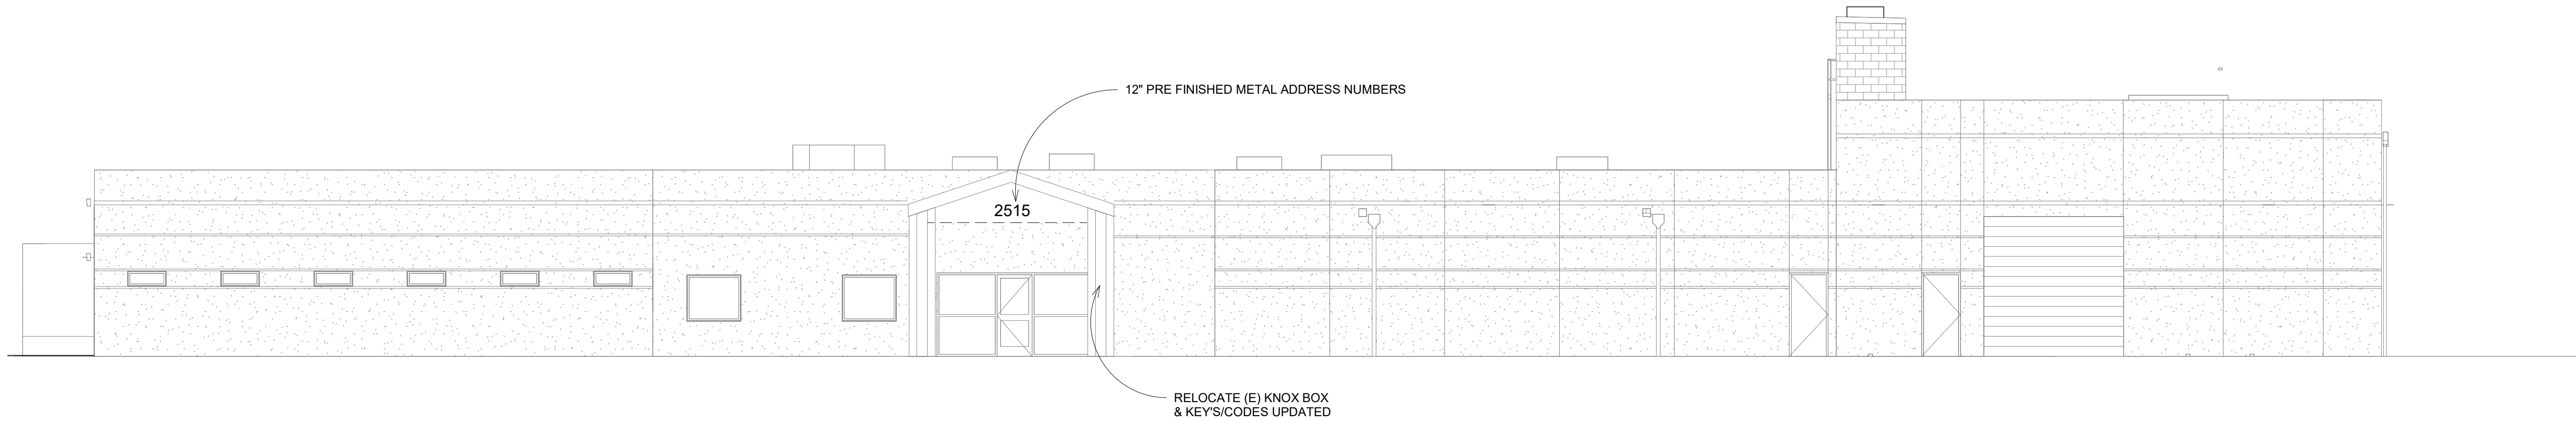 12" PRE FINISHED METAL ADDRESS NUMBERS
2515
RELOCATE (E) KNOX BOX
& KEY'S/CODES UPDATED